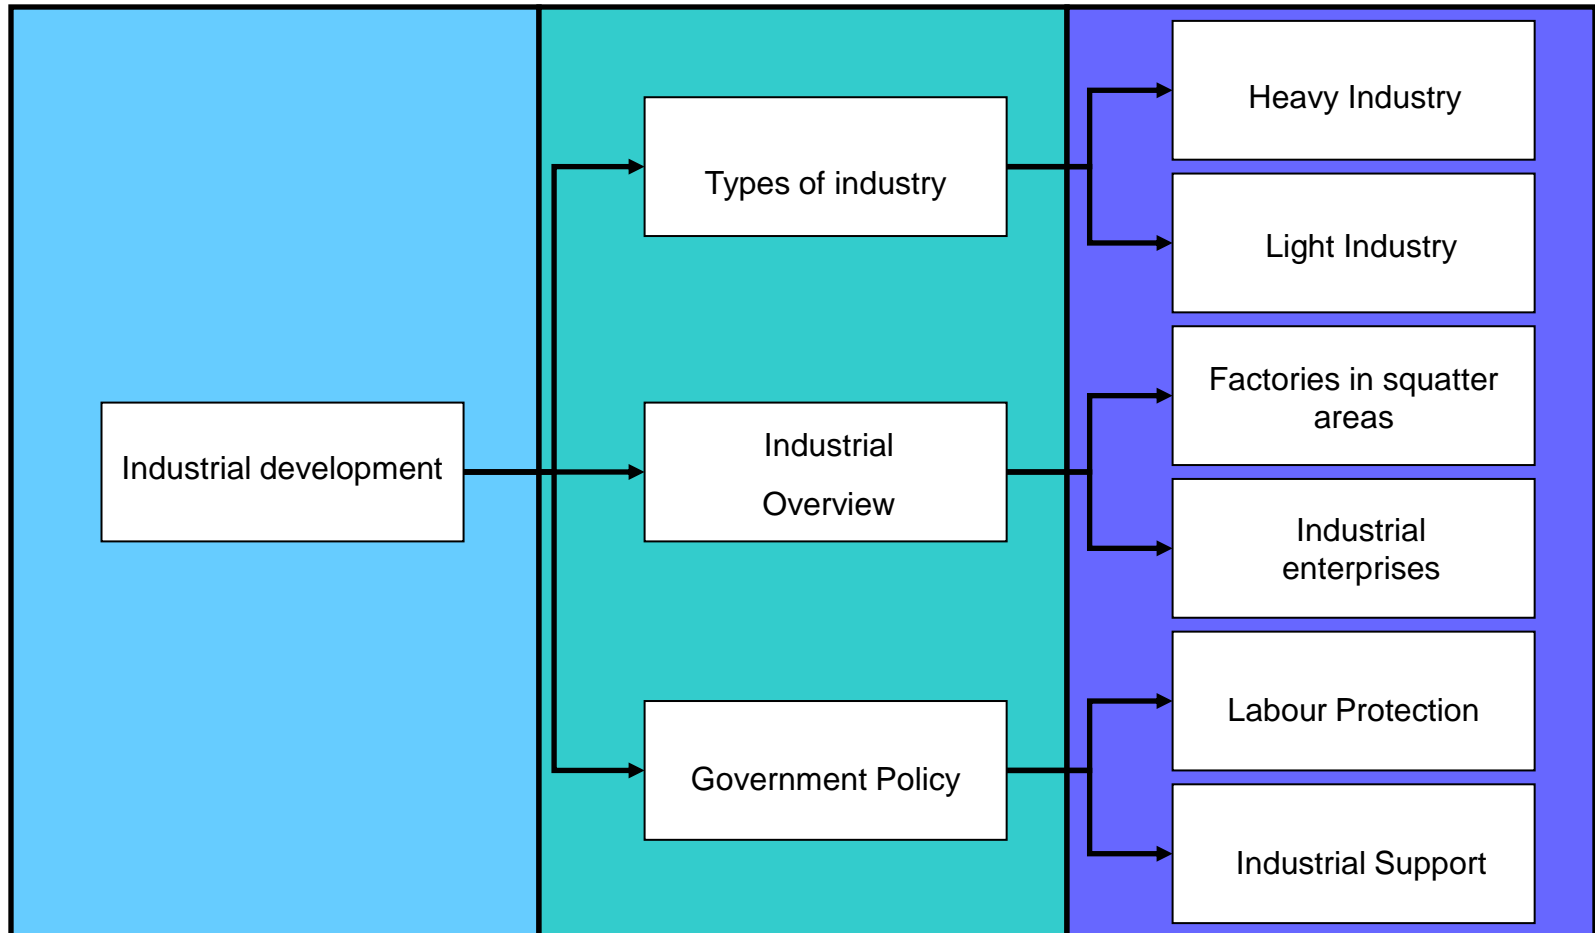 Industrial development
Types of industry
Industrial
Overview
Government Policy
Heavy Industry
Light Industry
Factories in squatter
areas
Industrial
enterprises
Labour Protection
Industrial Support